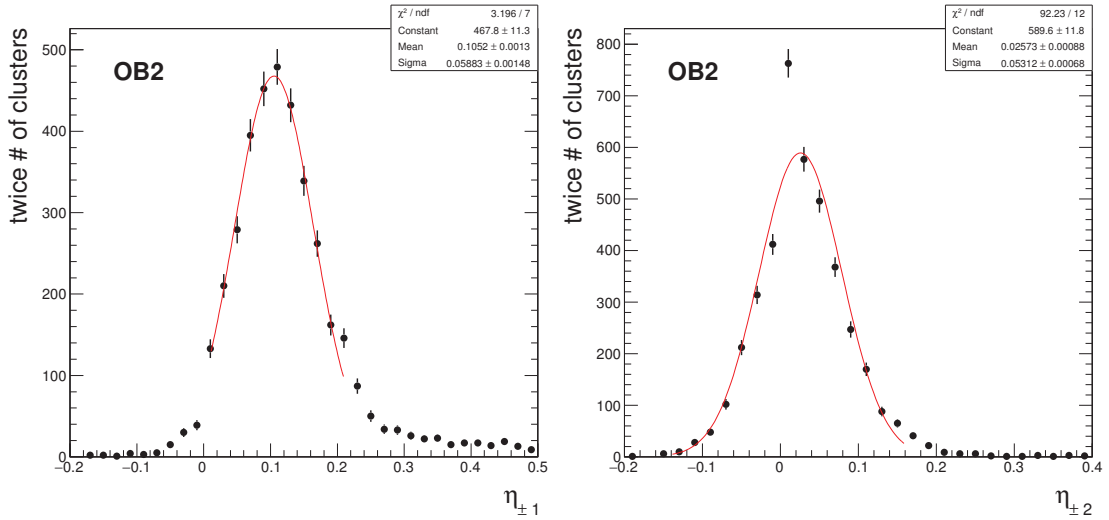 χ² / ndf 3.196 / 7
Constant 467.8 ± 11.3
Mean 0.1052 ± 0.0013
Sigma 0.05883 ± 0.00148
OB2
twice # of clusters
500
400
300
200
100
0
−0.2 −0.1 0 0.1 0.2 0.3 0.4 0.5
η± 1
χ² / ndf 92.23 / 12
Constant 589.6 ± 11.8
Mean 0.02573 ± 0.00088
Sigma 0.05312 ± 0.00068
OB2
twice # of clusters
800
700
600
500
400
300
200
100
0
−0.2 −0.1 0 0.1 0.2 0.3 0.4
η± 2